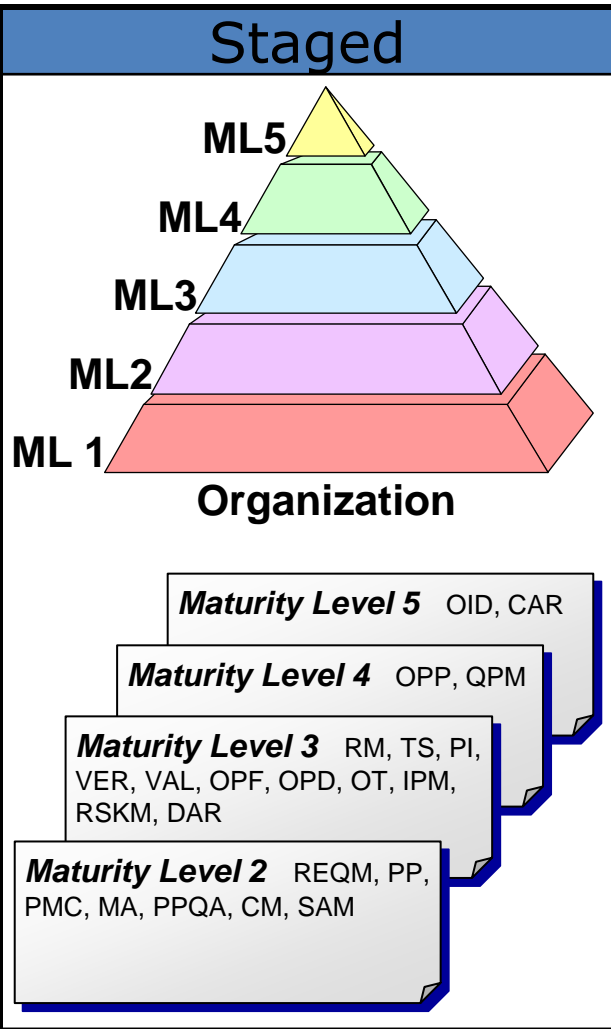 Staged
ML5
ML4
ML3
ML2
ML 1
Organization
Maturity Level 5 OID, CAR
Maturity Level 4 OPP, QPM
Maturity Level 3 RM, TS, PI,
VER, VAL, OPF, OPD, OT, IPM,
RSKM, DAR
Maturity Level 2 REQM, PP,
PMC, MA, PPQA, CM, SAM